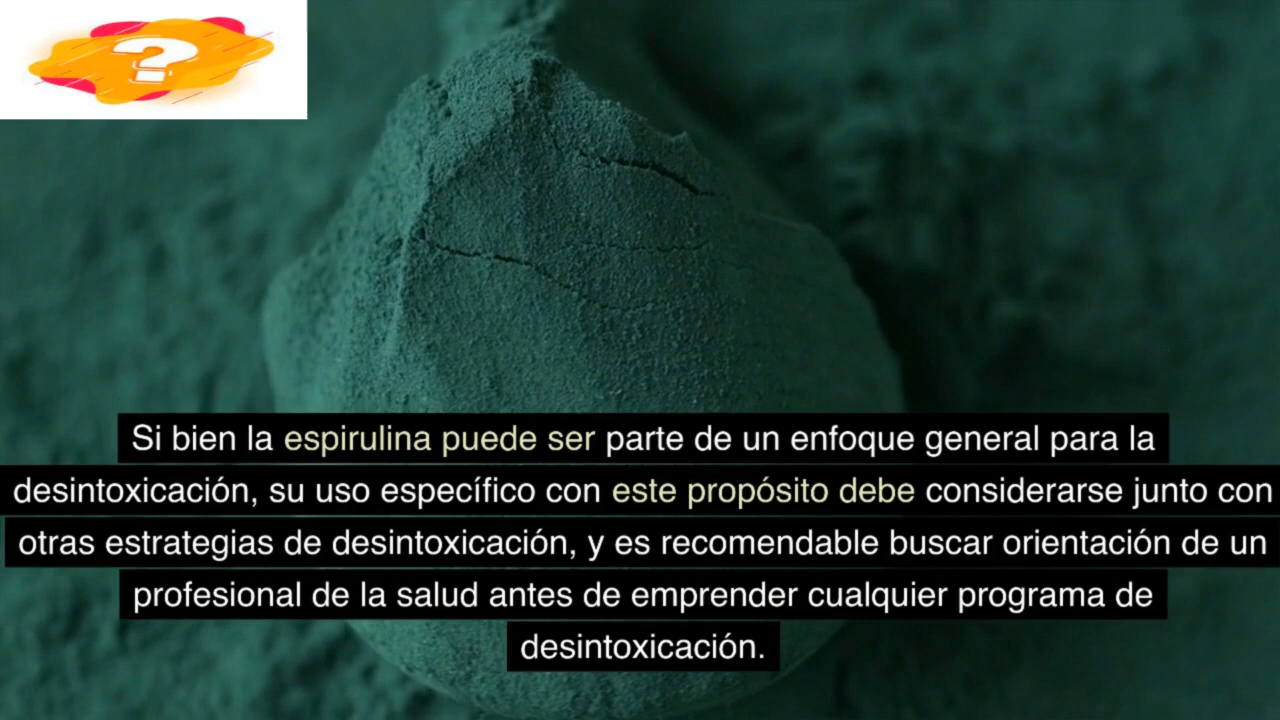 ?
Si bien la espirulina puede ser parte de un enfoque general para la
desintoxicación, su uso específico con este propósito debe considerarse junto con
otras estrategias de desintoxicación, y es recomendable buscar orientación de un
profesional de la salud antes de emprender cualquier programa de
desintoxicación.